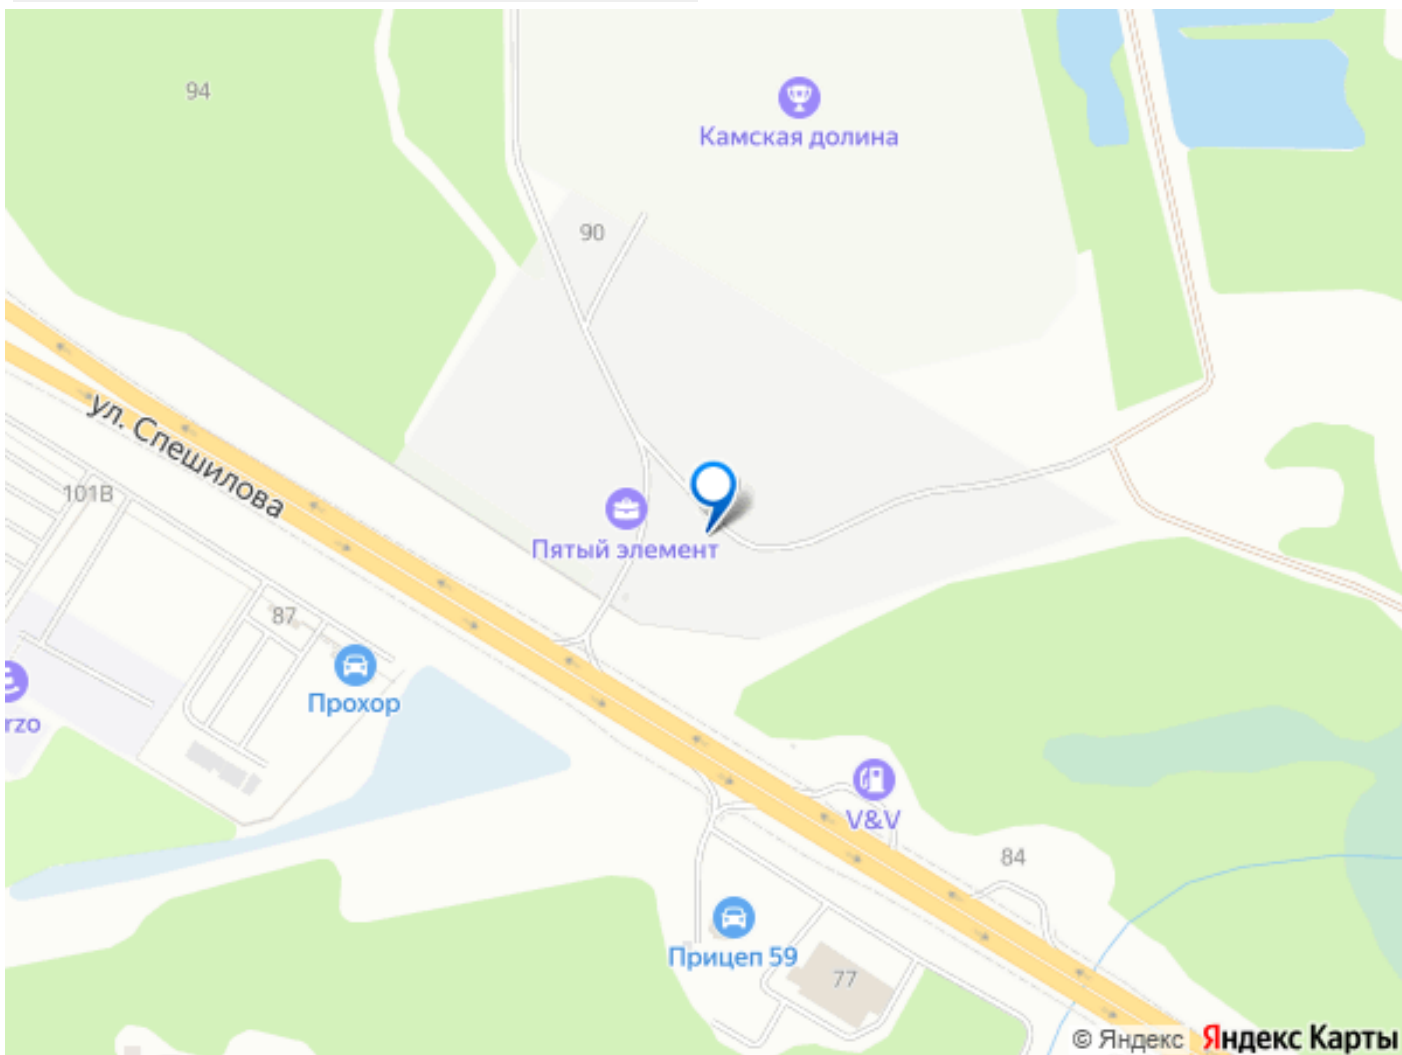 94
Камская долина
90
ул. Спешилова
101В
Пятый элемент
87
Прохор
rzo
V&V
84
Прицеп 59
77
© Яндекс Яндекс Карты